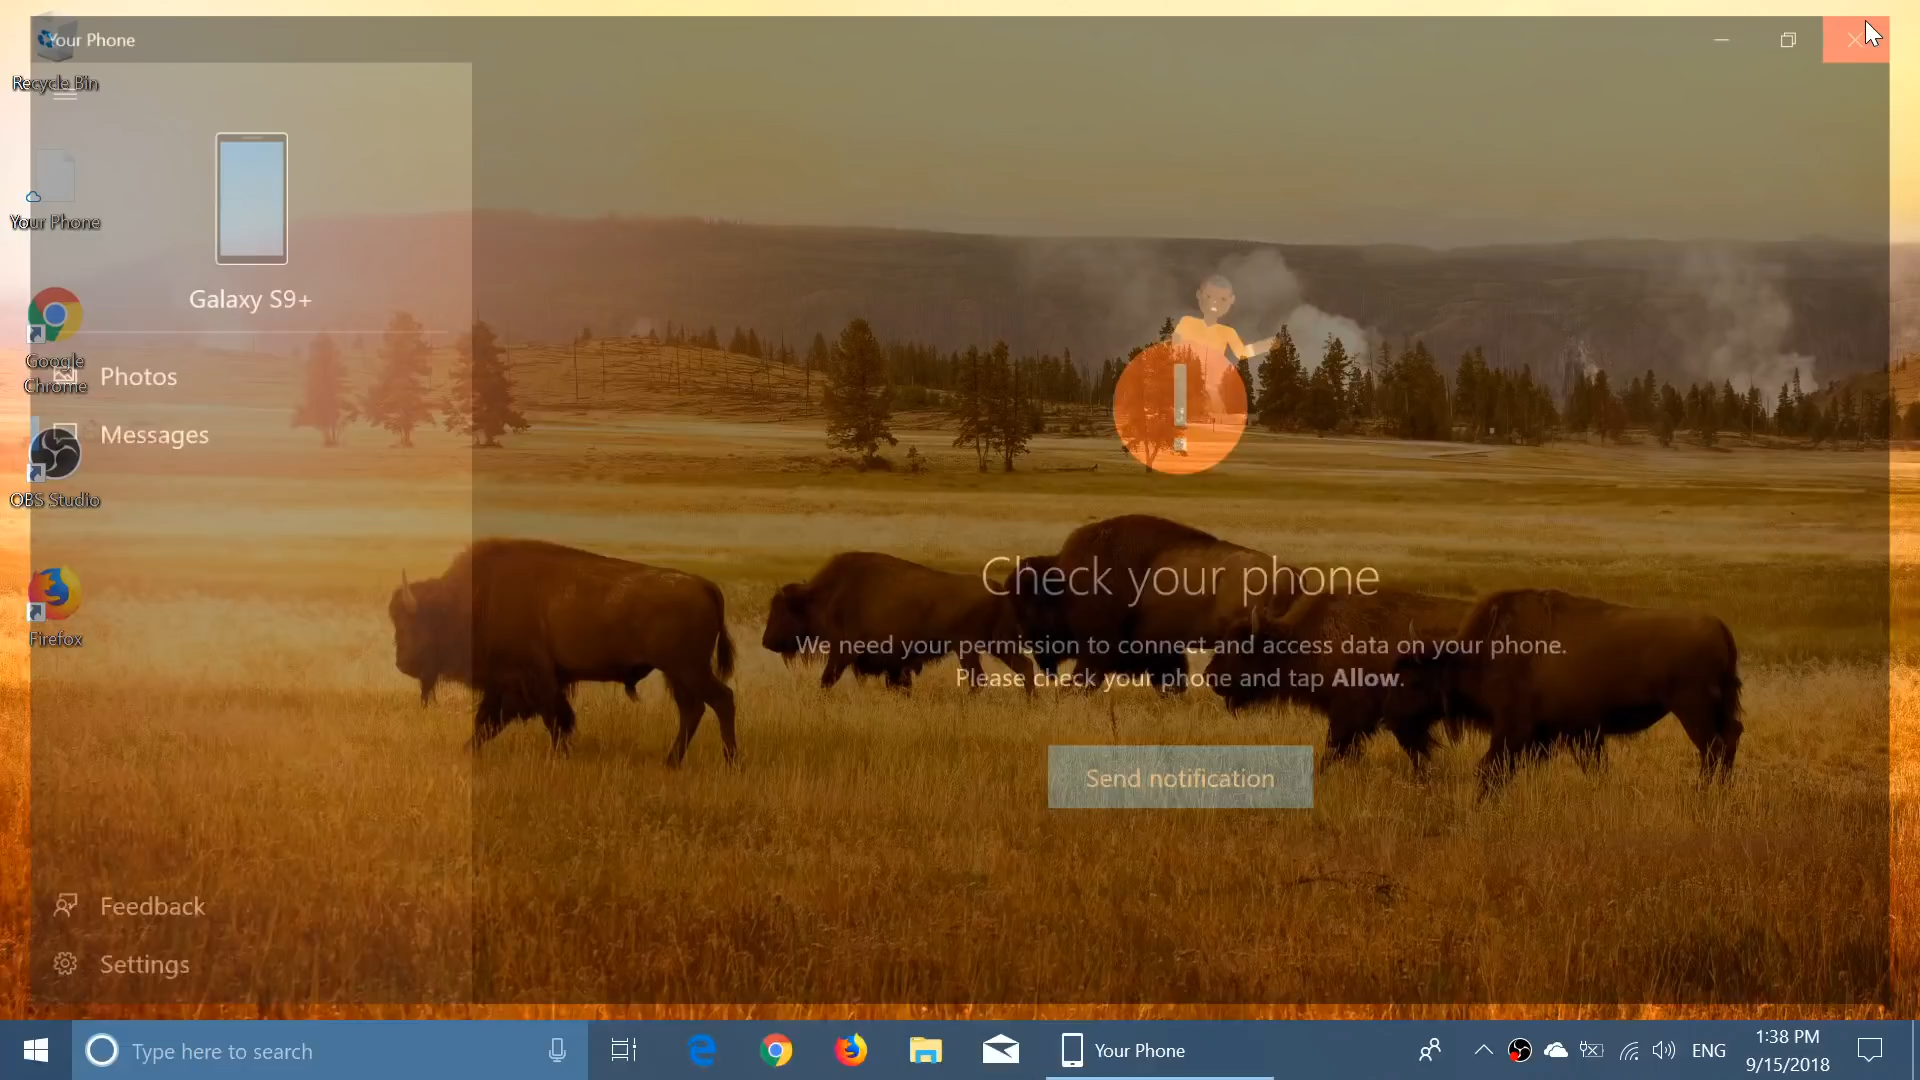 Your Phone
Recycle Bin
Your Phone
Galaxy S9+
Google
Chrome
Photos
Messages
OBS Studio
Firefox
Check your phone
We need your permission to connect and access data on your phone.
Please check your phone and tap Allow.
Send notification
Feedback
Settings
Type here to search
Your Phone
ENG
1:38 PM
9/15/2018